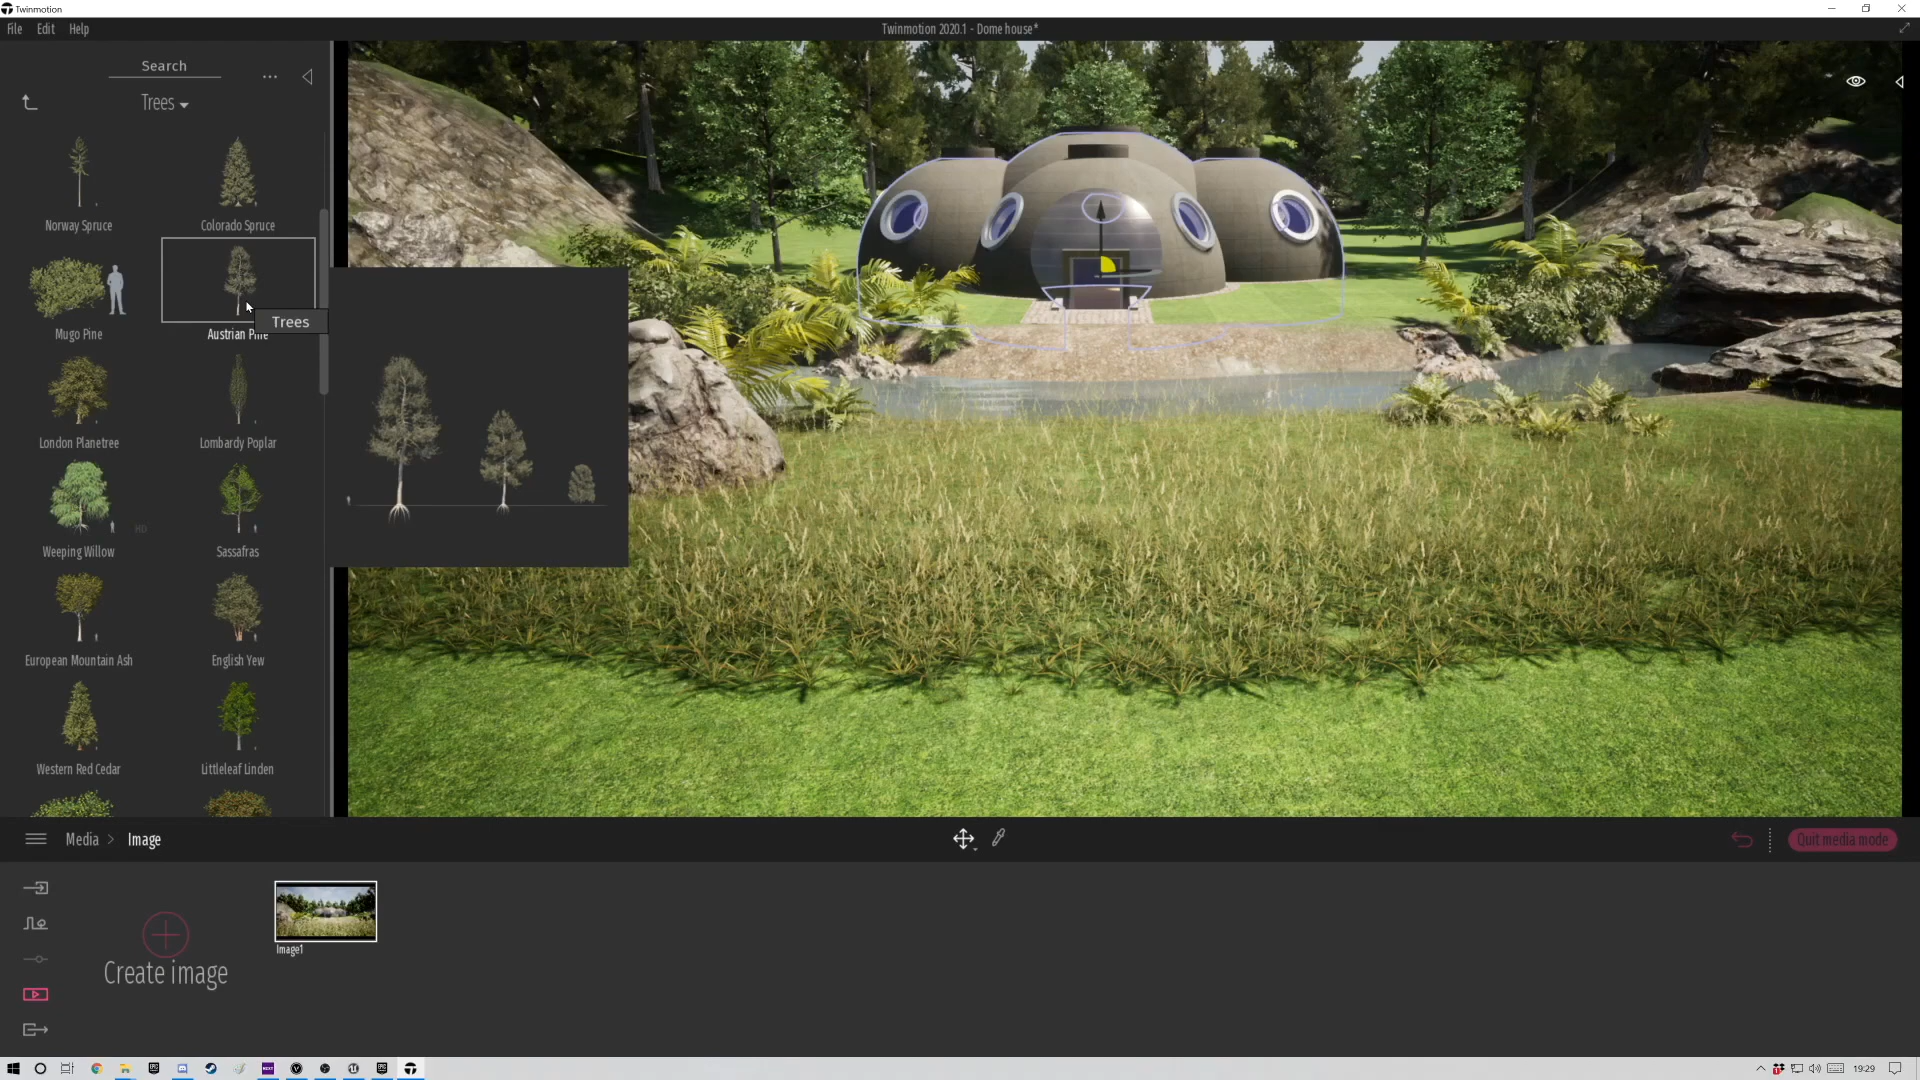 Twinmotion
File Edit Help
Twinmotion 2020.1 - Dome house*
Search
Trees
Norway Spruce
Colorado Spruce
Mugo Pine
Austrian Pine
Trees
London Planetree
Lombardy Poplar
HD
Weeping Willow
Sassafras
European Mountain Ash
English Yew
Western Red Cedar
Littleleaf Linden
Media > Image
Quit media mode
Create image
Image1
19:29